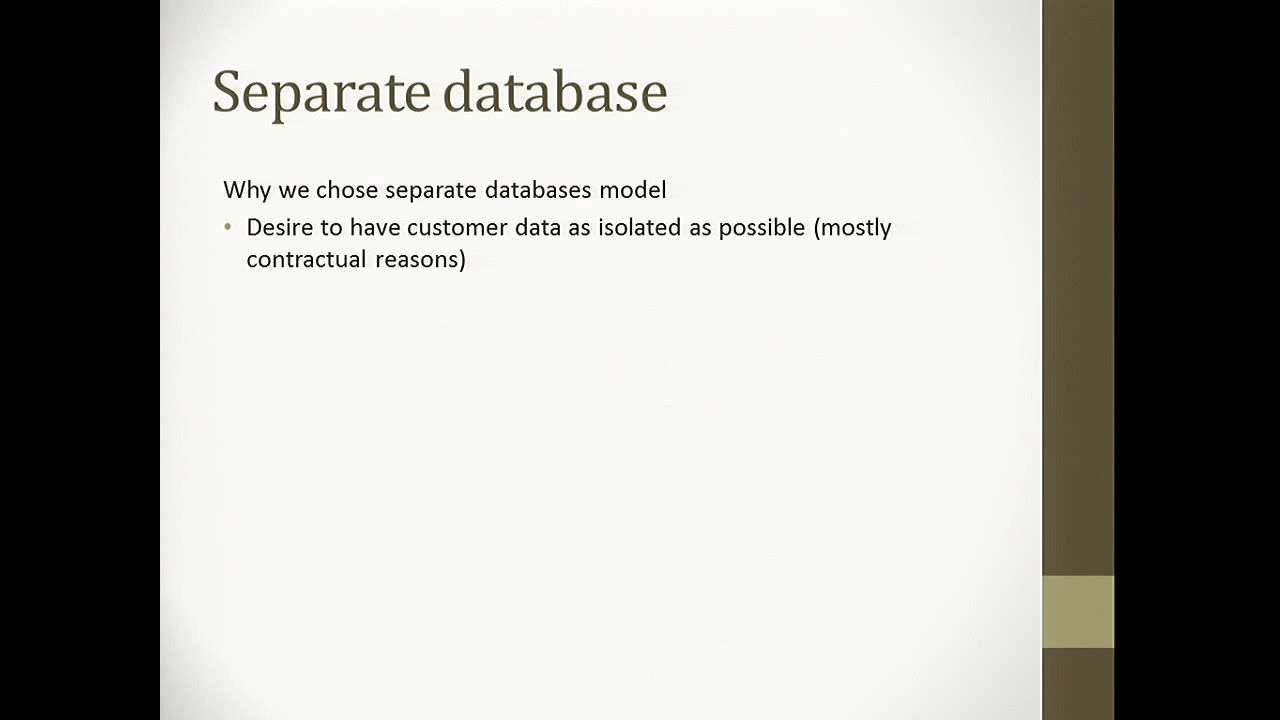 Separate database
Why we chose separate databases model
• Desire to have customer data as isolated as possible (mostly
contractual reasons)